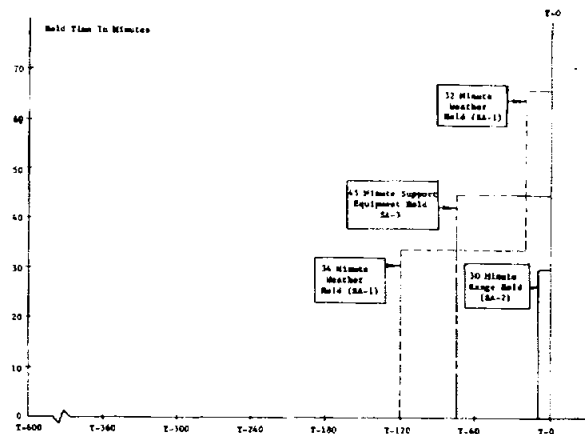 T-0
Hold Time In Minutes
70
60
50
40
30
20
10
0
32 Minute
Weather
Hold (SA-1)
45 Minute Support
Equipment Hold
SA-3
34 Minute
Weather
Hold (SA-1)
30 Minute
Range Hold
(SA-2)
T-600
T-360
T-300
T-240
T-180
T-120
T-60
T-0